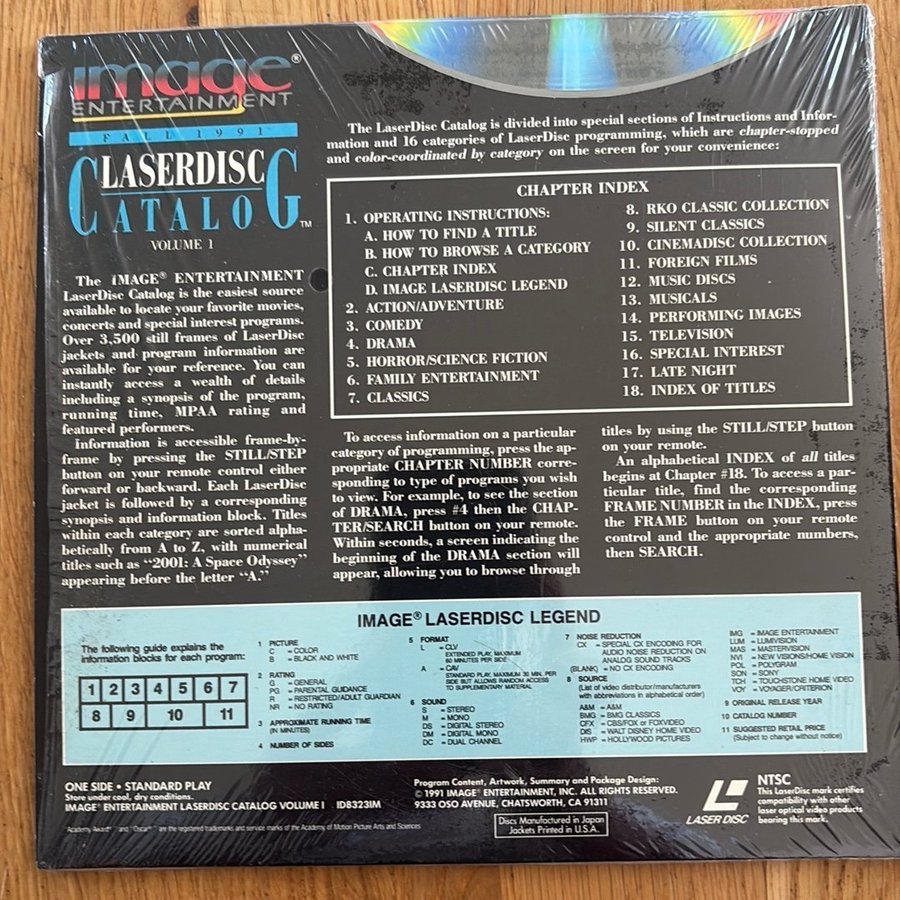 image®
ENTERTAINMENT
FALL 1991
LASERDISC
CATALOG™
VOLUME 1
The iMAGE® ENTERTAINMENT
LaserDisc Catalog is the easiest source
available to locate your favorite movies,
concerts and special interest programs.
Over 3,500 still frames of LaserDisc
jackets and program information are
available for your reference. You can
instantly access a wealth of details
including a synopsis of the program,
running time, MPAA rating and
featured performers.
Information is accessible frame-by-
frame by pressing the STILL/STEP
button on your remote control either
forward or backward. Each LaserDisc
jacket is followed by a corresponding
synopsis and information block. Titles
within each category are sorted alpha-
betically from A to Z, with numerical
titles such as “2001: A Space Odyssey”
appearing before the letter “A.”
The LaserDisc Catalog is divided into special sections of Instructions and Infor-
mation and 16 categories of LaserDisc programming, which are chapter-stopped
and color-coordinated by category on the screen for your convenience:
CHAPTER INDEX
1. OPERATING INSTRUCTIONS:
A. HOW TO FIND A TITLE
B. HOW TO BROWSE A CATEGORY
C. CHAPTER INDEX
D. IMAGE LASERDISC LEGEND
2. ACTION/ADVENTURE
3. COMEDY
4. DRAMA
5. HORROR/SCIENCE FICTION
6. FAMILY ENTERTAINMENT
7. CLASSICS
8. RKO CLASSIC COLLECTION
9. SILENT CLASSICS
10. CINEMADISC COLLECTION
11. FOREIGN FILMS
12. MUSIC DISCS
13. MUSICALS
14. PERFORMING IMAGES
15. TELEVISION
16. SPECIAL INTEREST
17. LATE NIGHT
18. INDEX OF TITLES
To access information on a particular
category of programming, press the ap-
propriate CHAPTER NUMBER corre-
sponding to type of programs you wish
to view. For example, to see the section
of DRAMA, press #4 then the CHAP-
TER/SEARCH button on your remote.
Within seconds, a screen indicating the
beginning of the DRAMA section will
appear, allowing you to browse through
titles by using the STILL/STEP button
on your remote.
An alphabetical INDEX of all titles
begins at Chapter #18. To access a par-
ticular title, find the corresponding
FRAME NUMBER in the INDEX, press
the FRAME button on your remote
control and the appropriate numbers,
then SEARCH.
IMAGE® LASERDISC LEGEND
The following guide explains the
information blocks for each program:
1 2 3 4 5 6 7
8 9 10 11
1 PICTURE
C = COLOR
B = BLACK AND WHITE
2 RATING
G = GENERAL
PG = PARENTAL GUIDANCE
R = RESTRICTED/ADULT GUARDIAN
NR = NO RATING
3 APPROXIMATE RUNNING TIME
(IN MINUTES)
4 NUMBER OF SIDES
5 FORMAT
L = CLV
EXTENDED PLAY, MAXIMUM
60 MINUTES PER SIDE
A = CAV
STANDARD PLAY, MAXIMUM 30 MIN. PER
SIDE BUT ALLOWS RANDOM ACCESS
TO SUPPLEMENTARY MATERIAL
6 SOUND
S = STEREO
M = MONO
DS = DIGITAL STEREO
DM = DIGITAL MONO
DC = DUAL CHANNEL
7 NOISE REDUCTION
CX = SPECIAL CX ENCODING FOR
AUDIO NOISE REDUCTION ON
ANALOG SOUND TRACKS
(BLANK) = NO CX ENCODING
8 SOURCE
(List of video distributor/manufacturers
with abbreviations in alphabetical order)
A&M = A&M
BMG = BMG CLASSICS
CFX = CBS/FOX or FOXVIDEO
DIS = WALT DISNEY HOME VIDEO
HWP = HOLLYWOOD PICTURES
IMG = IMAGE ENTERTAINMENT
LUM = LUMIVISION
MAS = MASTERVISION
NVI = NEW VISIONS/HOME VISION
POL = POLYGRAM
SON = SONY
TCH = TOUCHSTONE HOME VIDEO
VOY = VOYAGER/CRITERION
9 ORIGINAL RELEASE YEAR
10 CATALOG NUMBER
11 SUGGESTED RETAIL PRICE
(Subject to change without notice)
ONE SIDE • STANDARD PLAY
Store under cool, dry conditions.
IMAGE® ENTERTAINMENT LASERDISC CATALOG VOLUME I ID8323IM
Academy Award® and "Oscar"® are the registered trademarks and service marks of the Academy of Motion Picture Arts and Sciences
Program Content, Artwork, Summary and Package Design:
© 1991 IMAGE® ENTERTAINMENT, INC. ALL RIGHTS RESERVED.
9333 OSO AVENUE, CHATSWORTH, CA 91311
Discs Manufactured in Japan
Jackets Printed in U.S.A.
LASER DISC
NTSC
This LaserDisc mark certifies
compatibility with other
laser optical video products
bearing this mark.